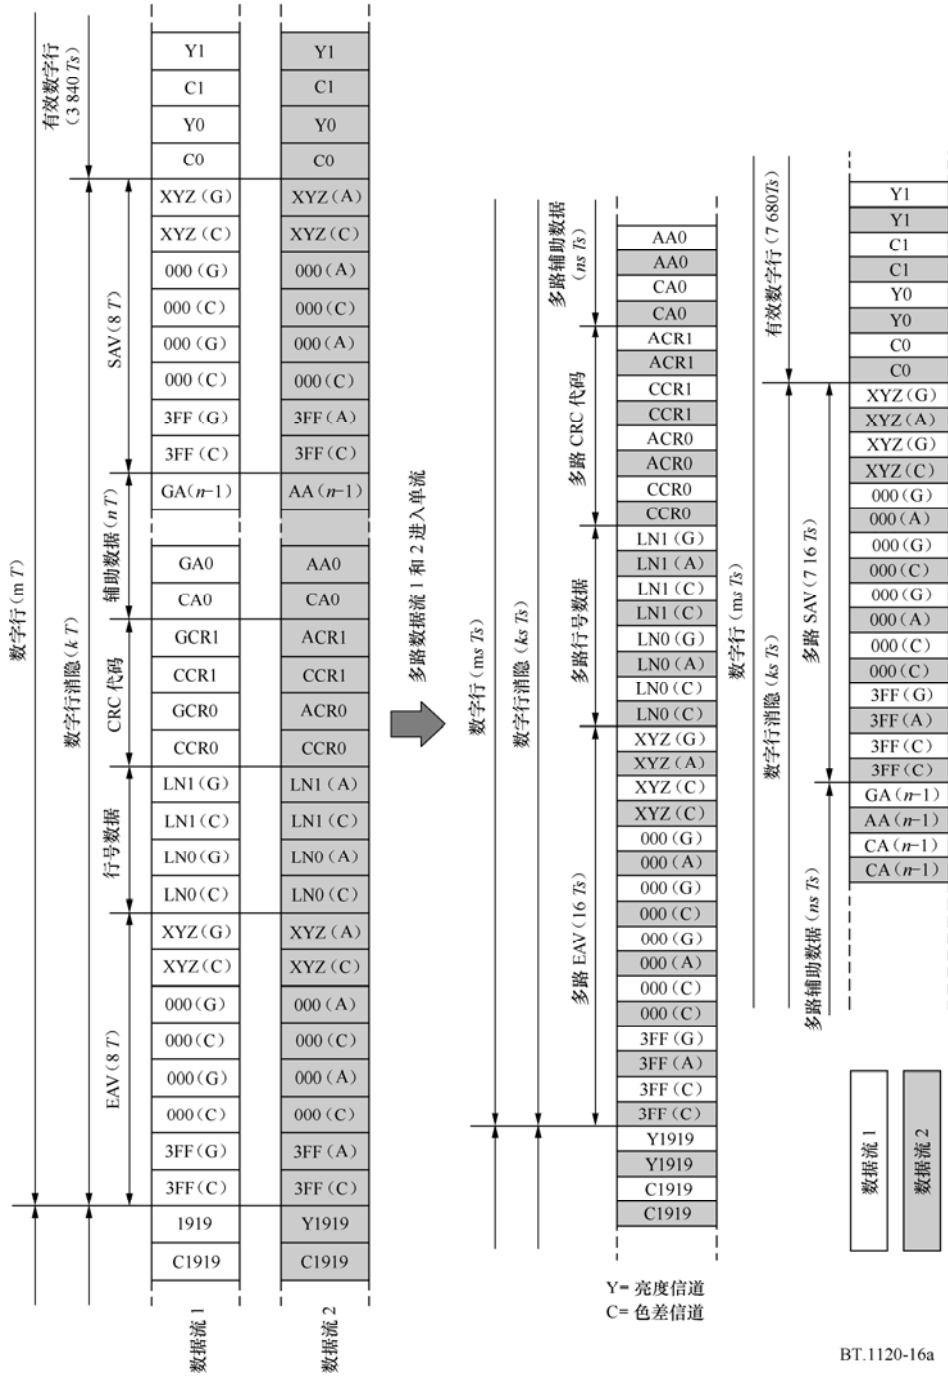 数字行(m T)
有效数字行
(3 840 Ts)
数字行消隐(k T)
SAV(8 T)
辅助数据(n T)
CRC 代码
行号数据
EAV(8 T)
Y1
C1
Y0
C0
XYZ(G)
XYZ(C)
000(G)
000(C)
000(G)
000(C)
3FF(G)
3FF(C)
GA(n−1)
GA0
CA0
GCR1
CCR1
GCR0
CCR0
LN1(G)
LN1(C)
LN0(G)
LN0(C)
XYZ(G)
XYZ(C)
000(G)
000(C)
000(G)
000(C)
3FF(G)
3FF(C)
1919
C1919
数据流 1
Y1
C1
Y0
C0
XYZ(A)
XYZ(C)
000(A)
000(C)
000(A)
000(C)
3FF(A)
3FF(C)
AA(n−1)
AA0
CA0
ACR1
CCR1
ACR0
CCR0
LN1(A)
LN1(C)
LN0(A)
LN0(C)
XYZ(A)
XYZ(C)
000(A)
000(C)
000(A)
000(C)
3FF(A)
3FF(C)
Y1919
C1919
数据流 2
多路数据流 1 和 2 进入单流
数字行(ms Ts)
数字行消隐(ks Ts)
多路辅助数据
(ns Ts)
多路 CRC 代码
多路行号数据
多路 EAV(16 Ts)
AA0
AA0
CA0
CA0
ACR1
ACR1
CCR1
CCR1
ACR0
ACR0
CCR0
CCR0
LN1(G)
LN1(A)
LN1(C)
LN1(C)
LN0(G)
LN0(A)
LN0(C)
LN0(C)
XYZ(G)
XYZ(A)
XYZ(C)
XYZ(C)
000(G)
000(A)
000(G)
000(C)
000(G)
000(A)
000(C)
000(C)
3FF(G)
3FF(A)
3FF(C)
3FF(C)
Y1919
Y1919
C1919
C1919
Y= 亮度信道
C= 色差信道
数字行(ms Ts)
有效数字行(7 680Ts)
数字行消隐(ks Ts)
多路 SAV(7 16 Ts)
多路辅助数据(ns Ts)
Y1
Y1
C1
C1
Y0
Y0
C0
C0
XYZ(G)
XYZ(A)
XYZ(G)
XYZ(C)
000(G)
000(A)
000(G)
000(C)
000(G)
000(A)
000(C)
000(C)
3FF(G)
3FF(A)
3FF(C)
3FF(C)
GA(n−1)
AA(n−1)
CA(n−1)
CA(n−1)
数据流 1
数据流 2
BT.1120-16a